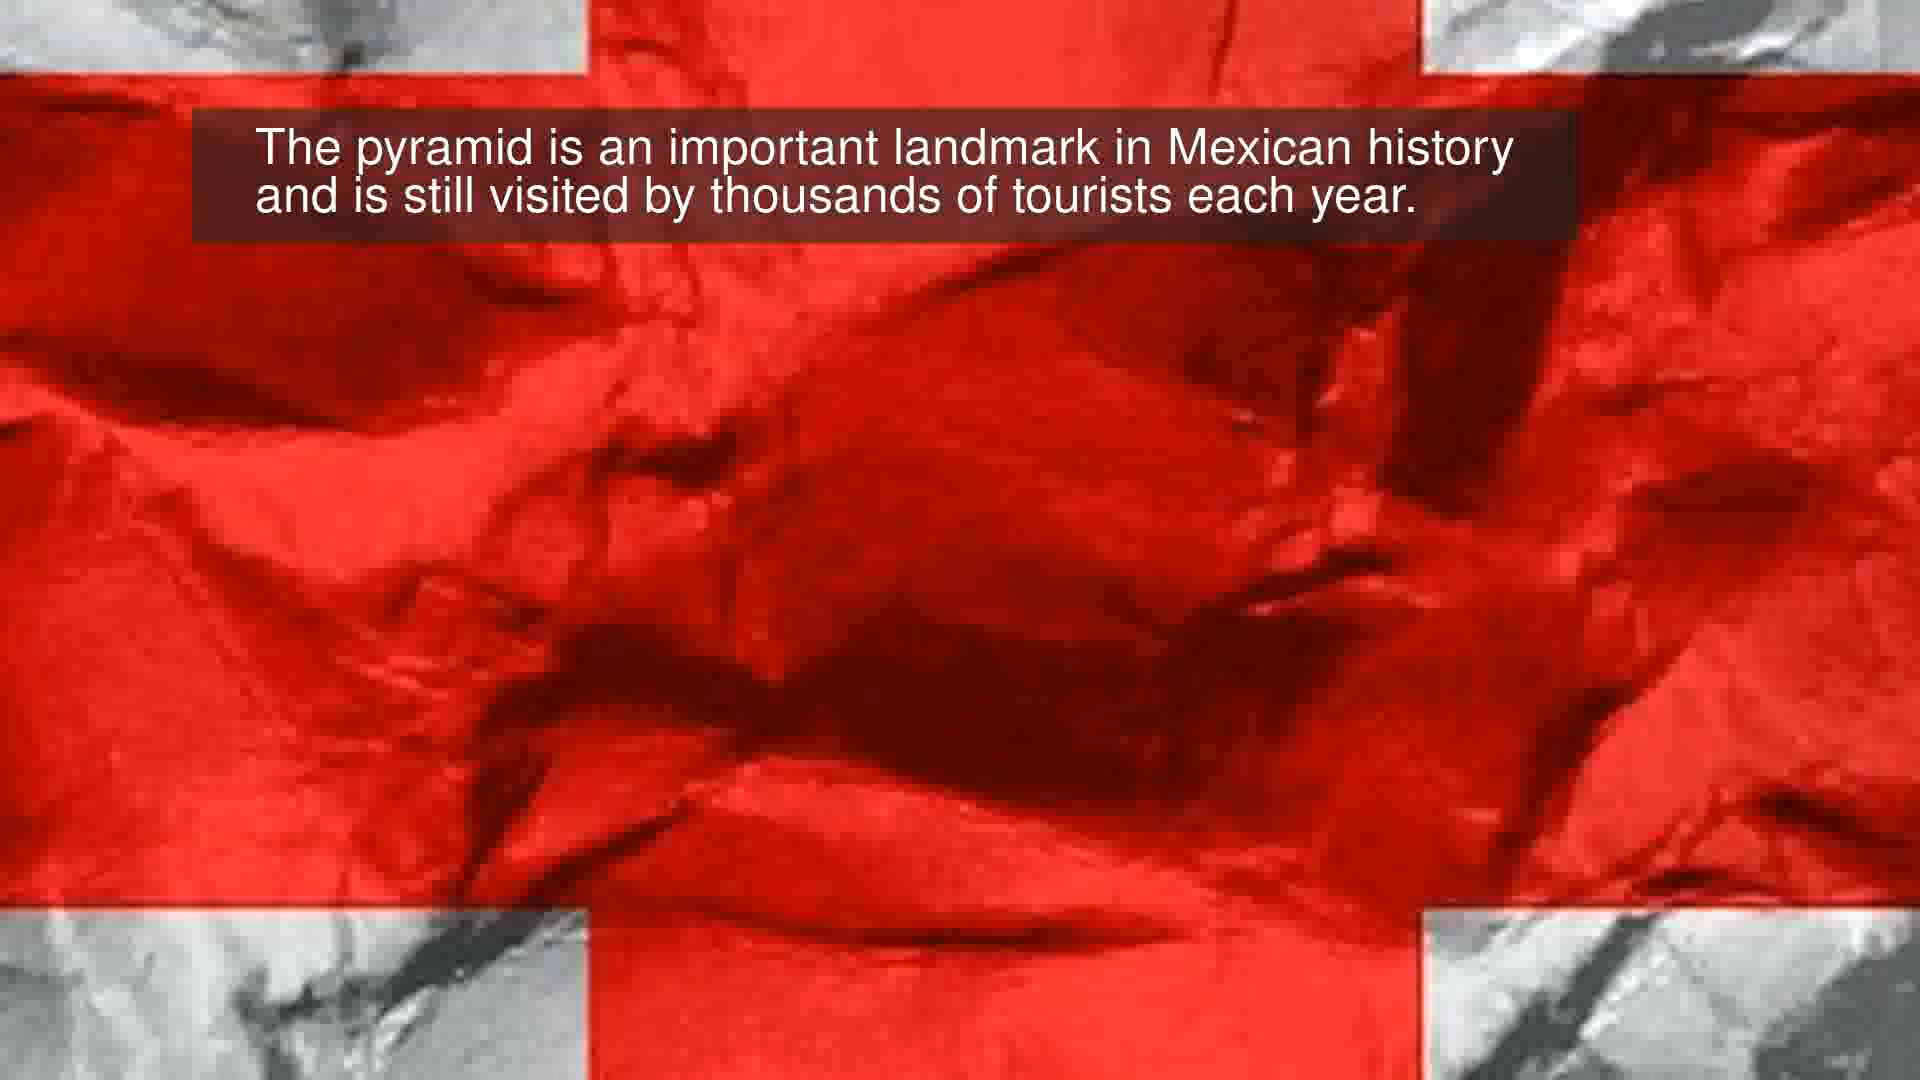 The pyramid is an important landmark in Mexican history
and is still visited by thousands of tourists each year.